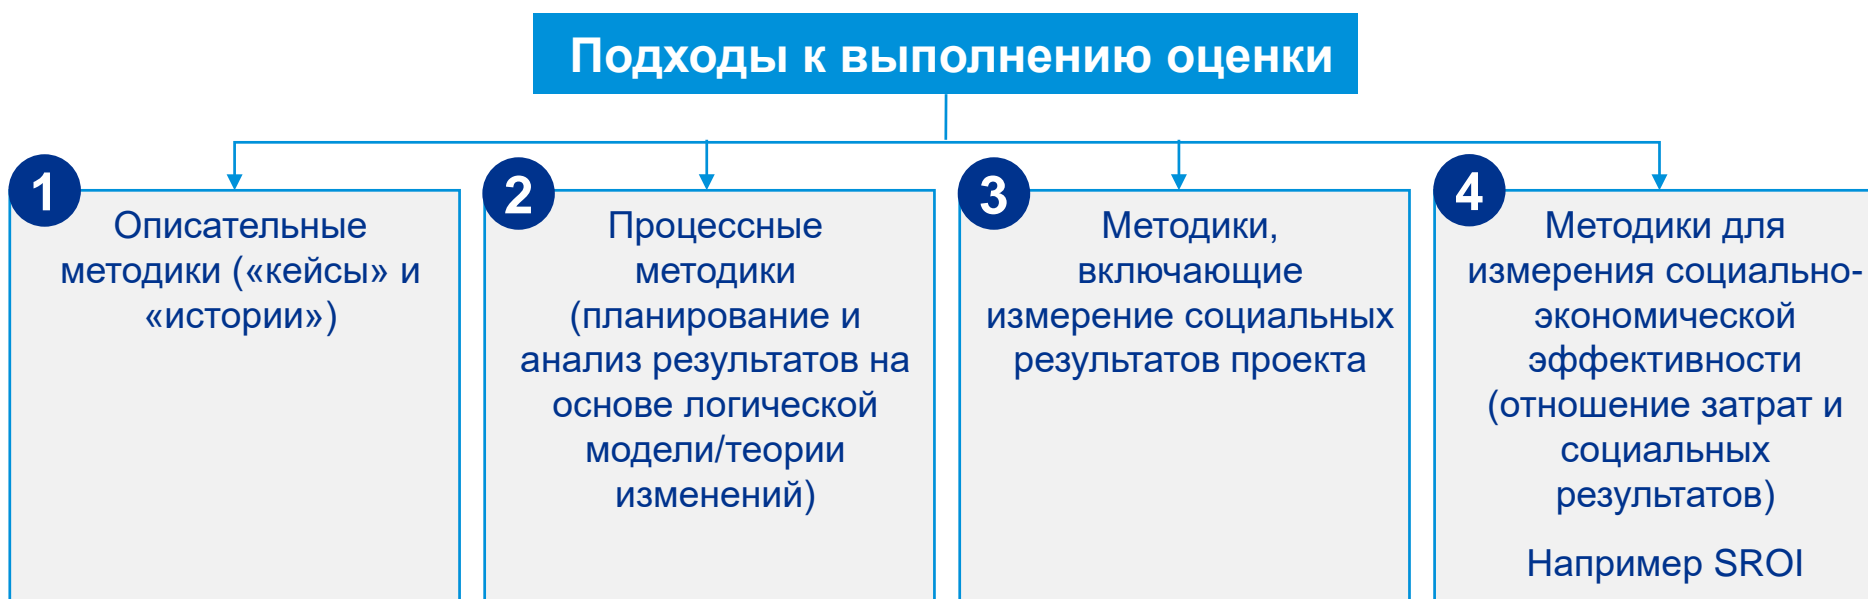 Подходы к выполнению оценки
1
Описательные
методики («кейсы» и
«истории»)
2
Процессные
методики
(планирование и
анализ результатов на
основе логической
модели/теории
изменений)
3
Методики,
включающие
измерение социальных
результатов проекта
4
Методики для
измерения социально-
экономической
эффективности
(отношение затрат и
социальных
результатов)
Например SROI